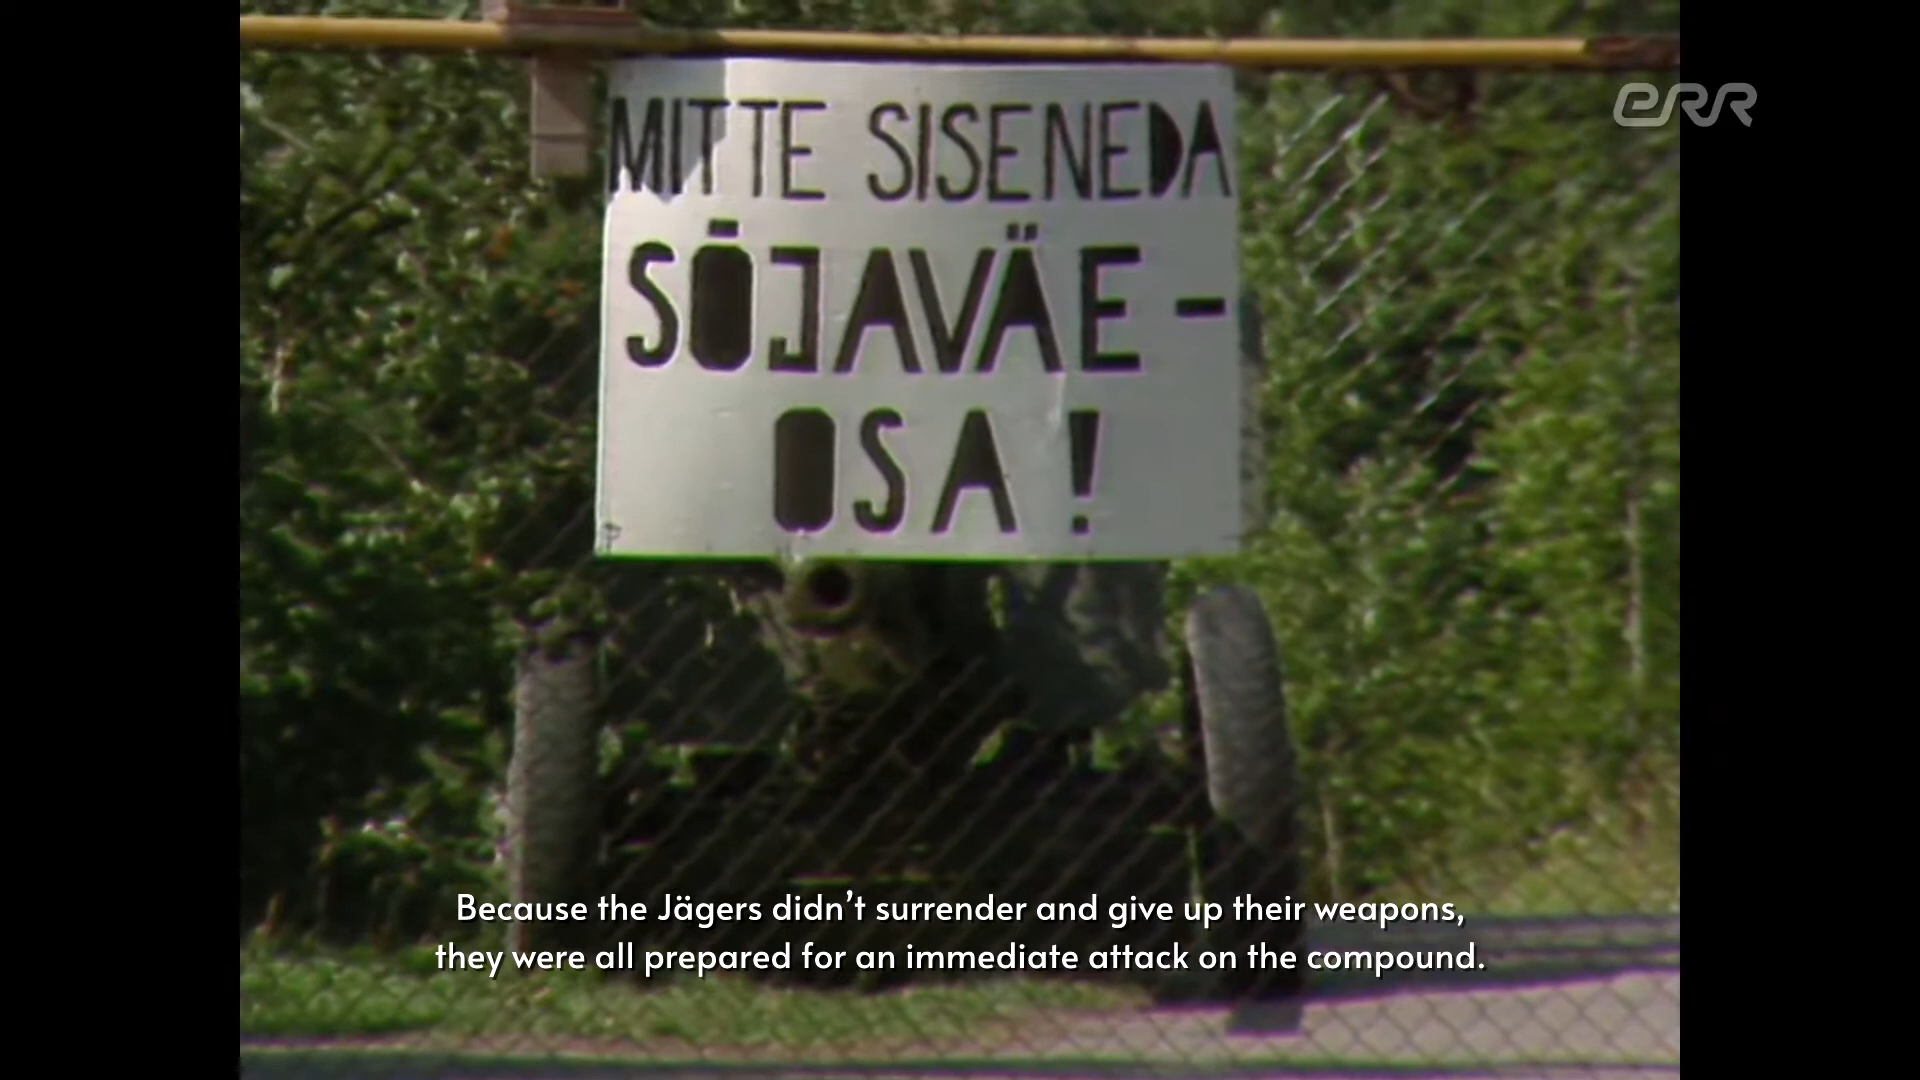 eRR
MITTE SISENEDA
SÕJAVÄE-
OSA!
Because the Jägers didn’t surrender and give up their weapons,
they were all prepared for an immediate attack on the compound.